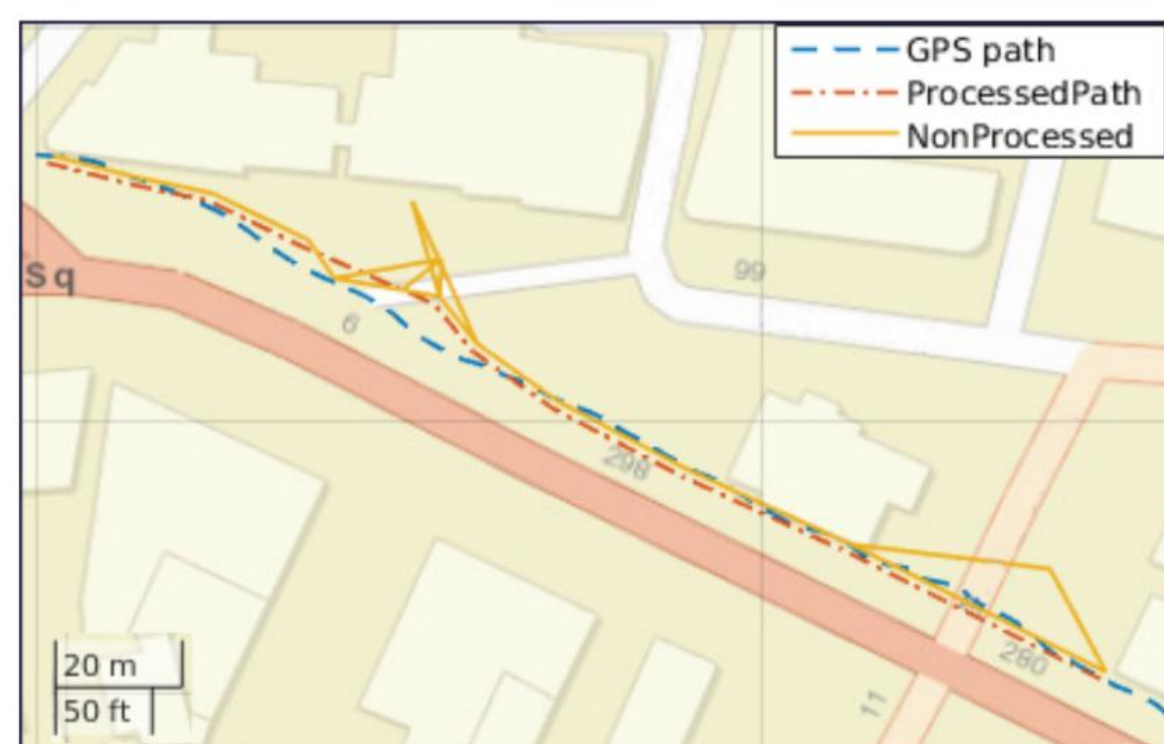 GPS path
ProcessedPath
NonProcessed
Sq
99
6
298
280
11
20 m
50 ft